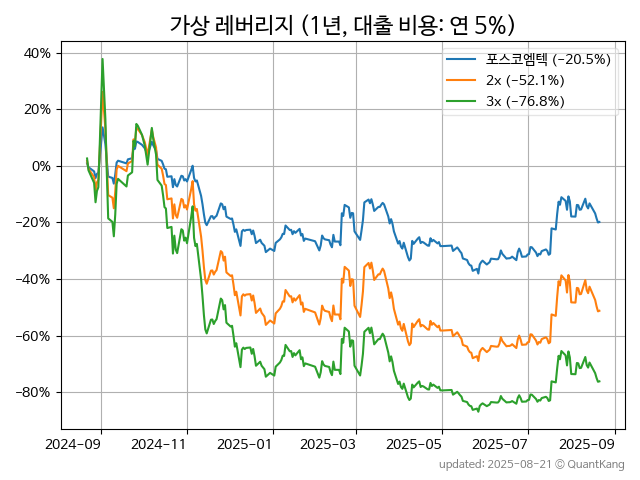 가상 레버리지 (1년, 대출 비용: 연 5%)
포스코엠텍 (-20.5%)
2x (-52.1%)
3x (-76.8%)
40%
20%
0%
-20%
-40%
-60%
-80%
2024-09 2024-11 2025-01 2025-03 2025-05 2025-07 2025-09
updated: 2025-08-21 © QuantKang